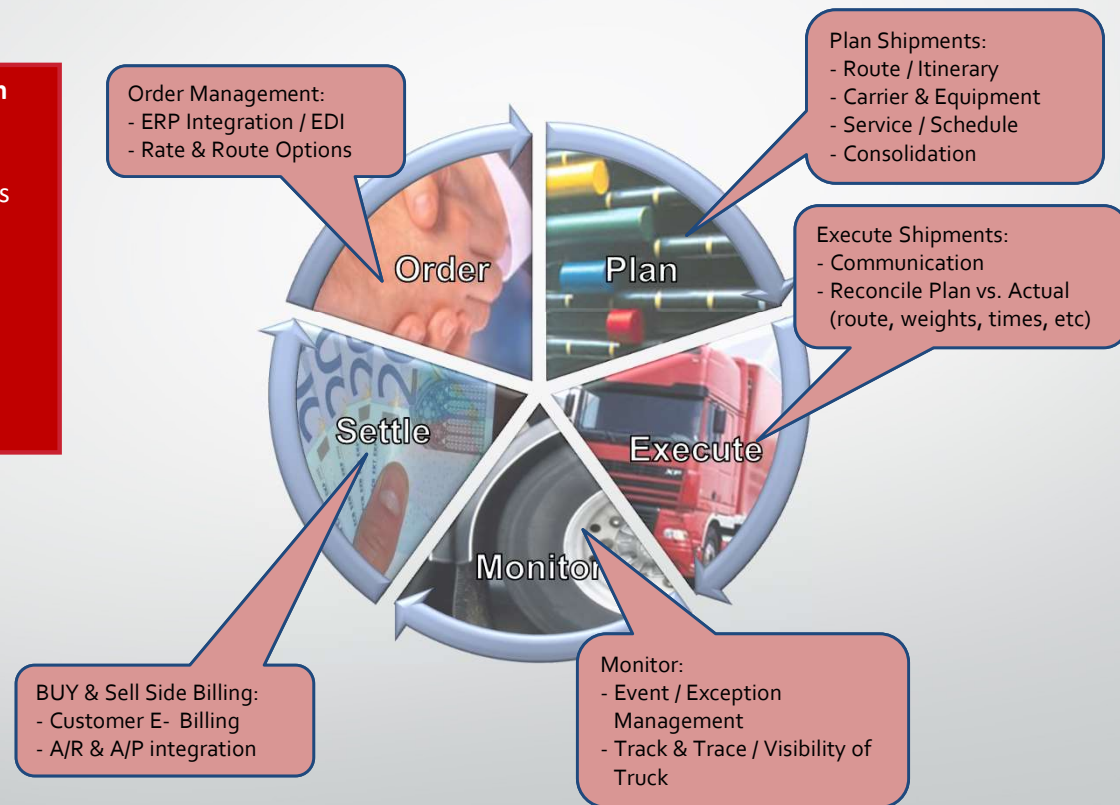 Order Management:
- ERP Integration / EDI
- Rate & Route Options
Plan Shipments:
- Route / Itinerary
- Carrier & Equipment
- Service / Schedule
- Consolidation
Execute Shipments:
- Communication
- Reconcile Plan vs. Actual
(route, weights, times, etc)
Order
Plan
Settle
Execute
Monitor
XF
BUY & Sell Side Billing:
- Customer E- Billing
- A/R & A/P integration
Monitor:
- Event / Exception
Management
- Track & Trace / Visibility of
Truck